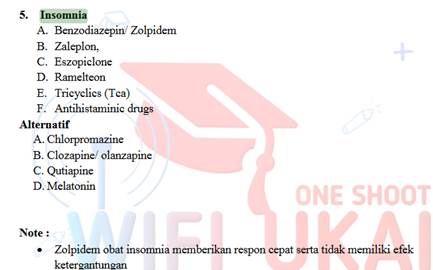 5. Insomnia
A. Benzodiazepin/ Zolpidem
B. Zaleplon,
C. Eszopiclone
D. Ramelteon
E. Tricyclics (Tca)
F. Antihistaminic drugs
Alternatif
A. Chlorpromazine
B. Clozapine/ olanzapine
C. Qutiapine
D. Melatonin
ONE SHOOT
WIFI UKAI
Note :
• Zolpidem obat insomnia memberikan respon cepat serta tidak memiliki efek
ketergantungan